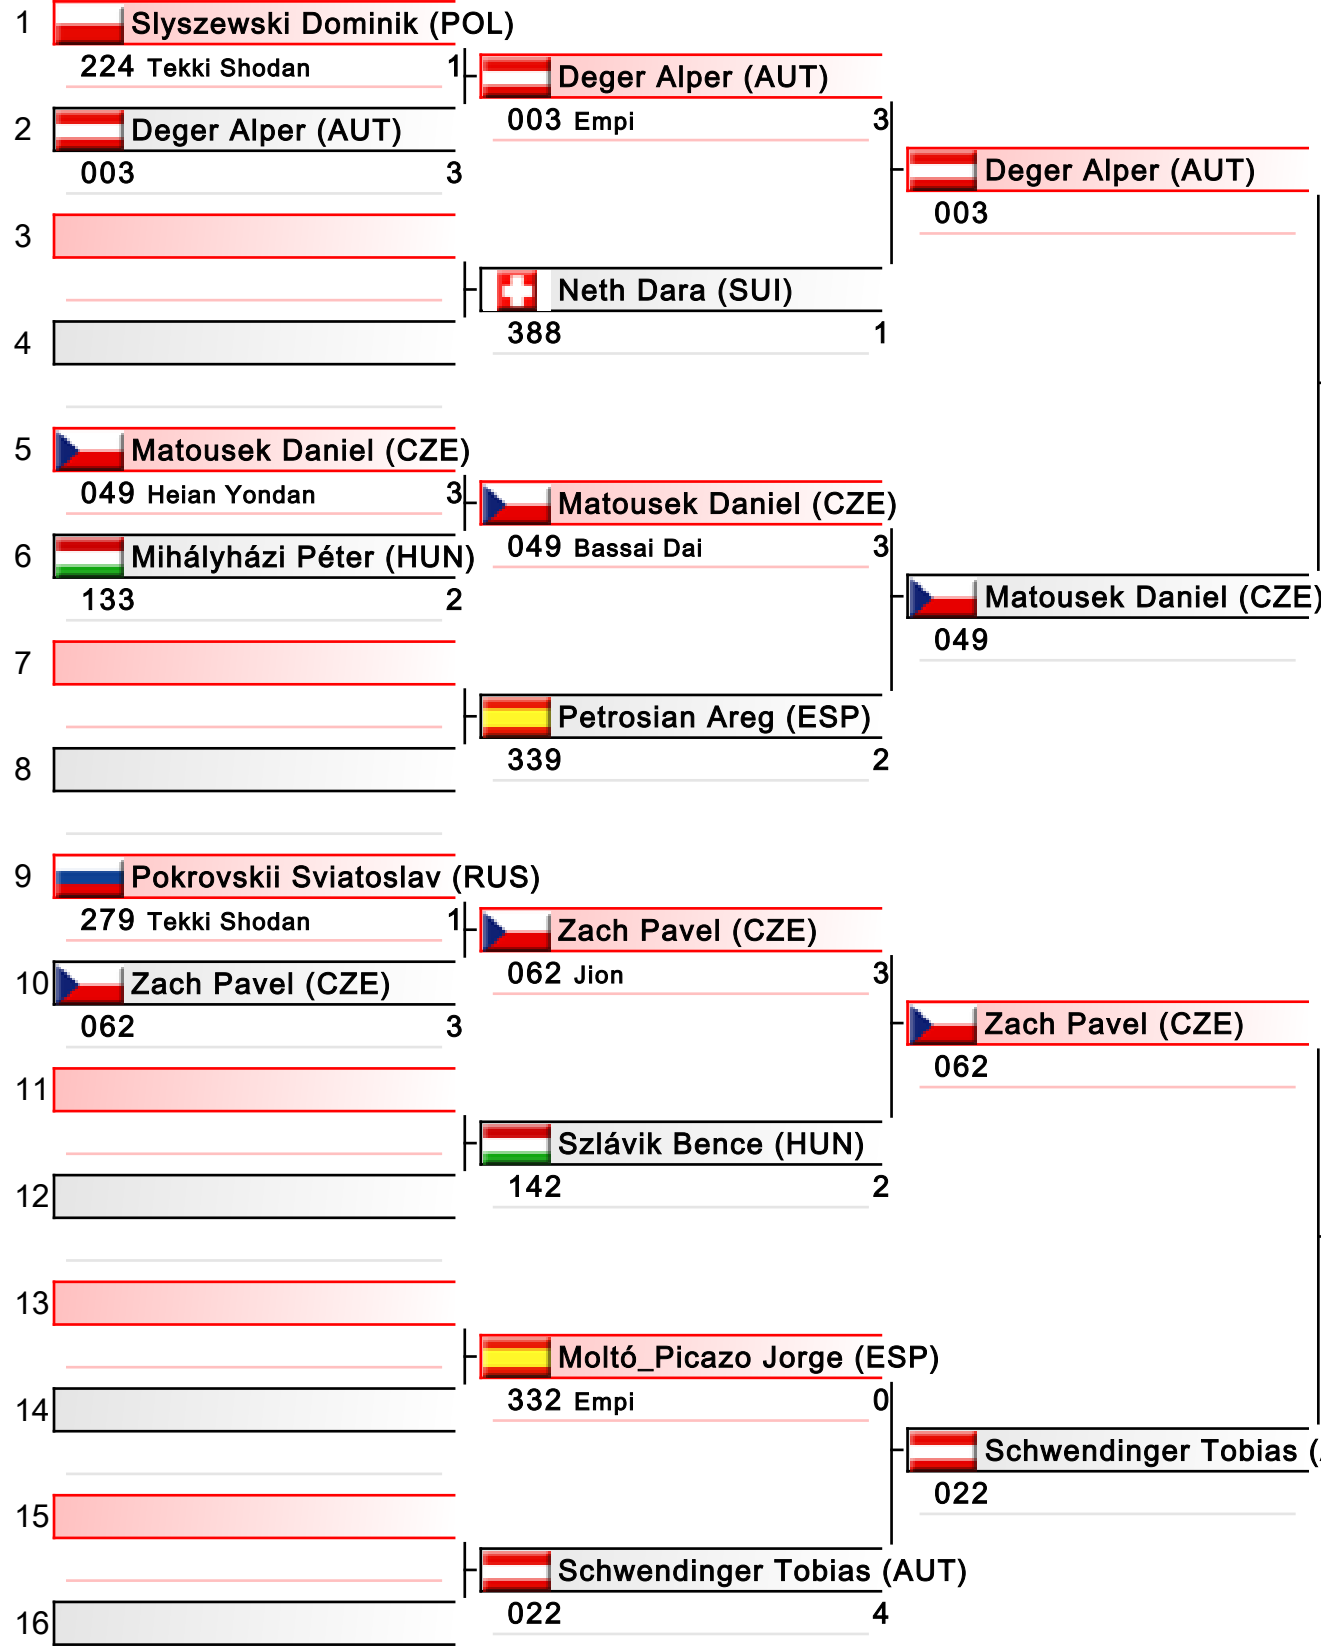 1 Slyszewski Dominik (POL)
224 Tekki Shodan 1
2 Deger Alper (AUT)
003 3
3
4
5 Matousek Daniel (CZE)
049 Heian Yondan 3
6 Mihályházi Péter (HUN)
133 2
7
8
9 Pokrovskii Sviatoslav (RUS)
279 Tekki Shodan 1
10 Zach Pavel (CZE)
062 3
11
12
13
14
15
16
Deger Alper (AUT)
003 Empi 3
Neth Dara (SUI)
388 1
Matousek Daniel (CZE)
049 Bassai Dai 3
Petrosian Areg (ESP)
339 2
Zach Pavel (CZE)
062 Jion 3
Szlávik Bence (HUN)
142 2
Moltó_Picazo Jorge (ESP)
332 Empi 0
Schwendinger Tobias (AUT)
022 4
Deger Alper (AUT)
003
Matousek Daniel (CZE)
049
Zach Pavel (CZE)
062
Schwendinger Tobias (
022